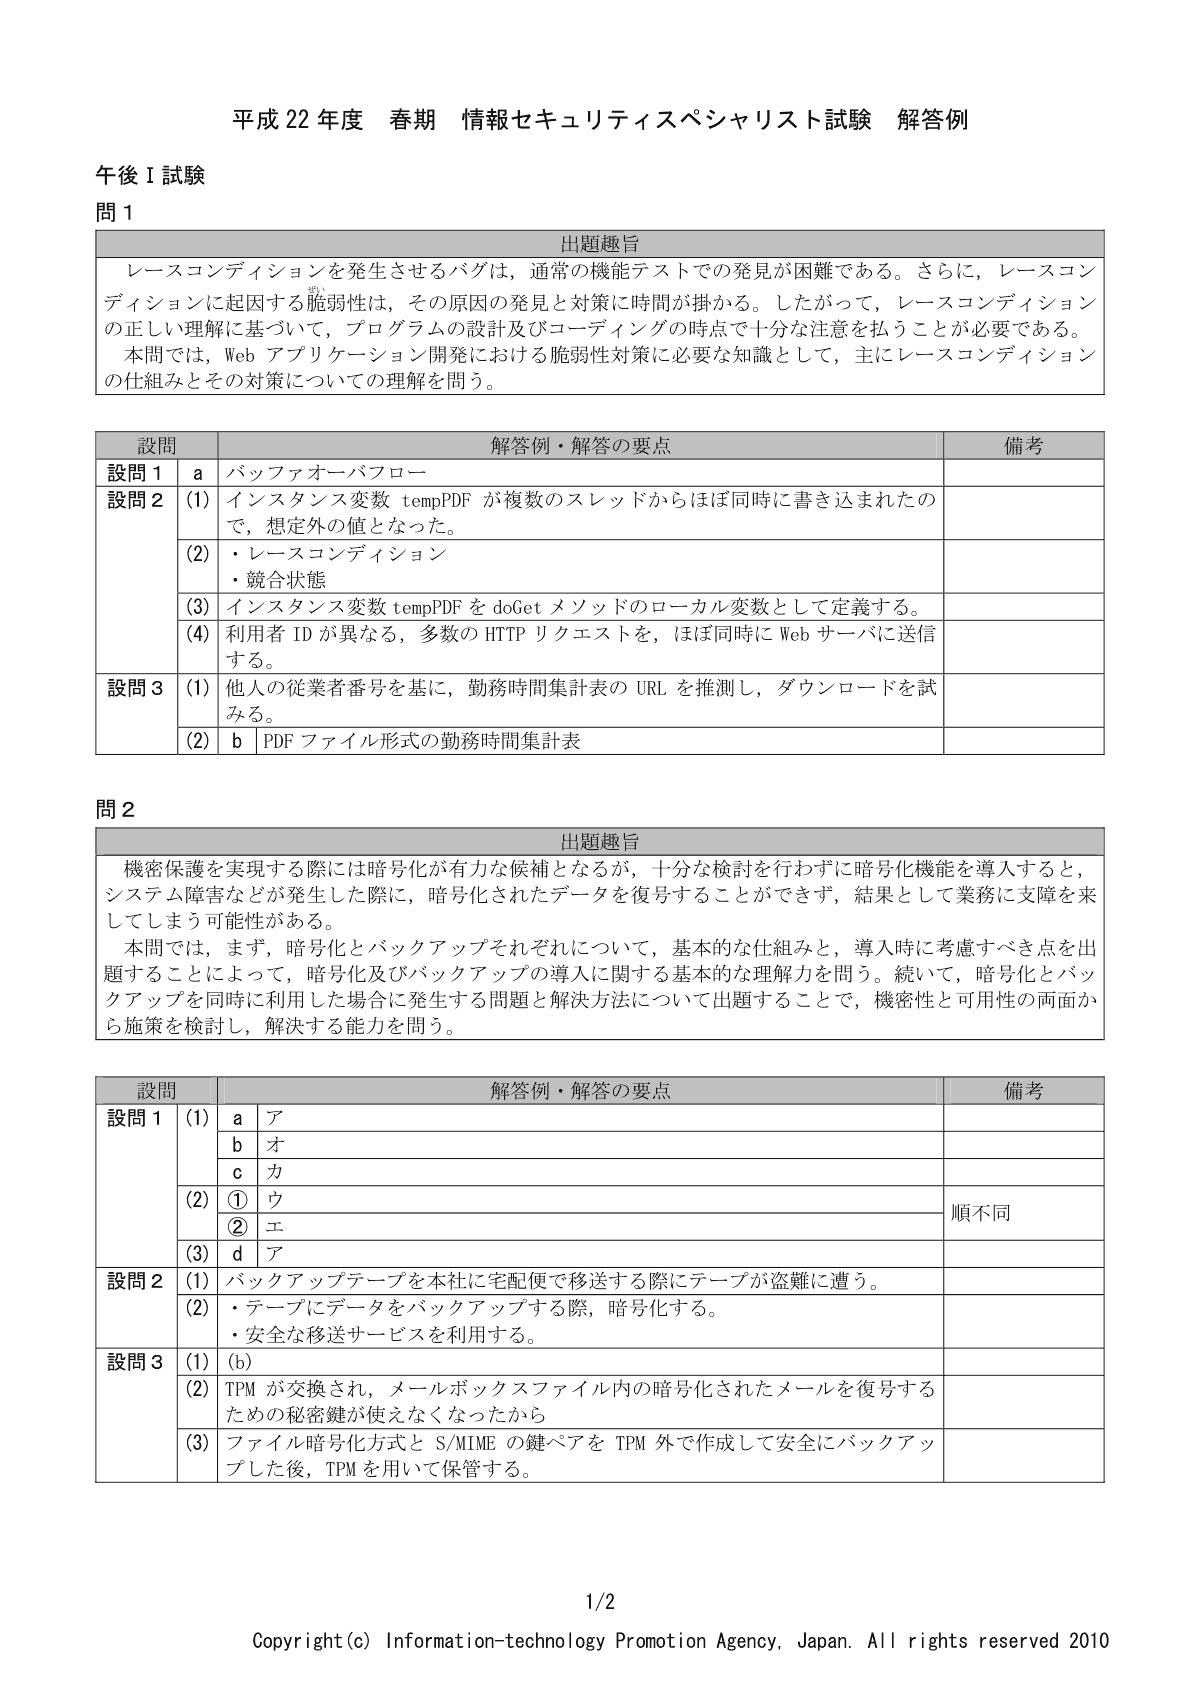 平成 22 年度　春期　情報セキュリティスペシャリスト試験　解答例
午後Ⅰ試験
問１
出題趣旨
　レースコンディションを発生させるバグは，通常の機能テストでの発見が困難である。さらに，レースコン
ぜい
ディションに起因する脆弱性は，その原因の発見と対策に時間が掛かる。したがって，レースコンディション
の正しい理解に基づいて，プログラムの設計及びコーディングの時点で十分な注意を払うことが必要である。
　本問では，Web アプリケーション開発における脆弱性対策に必要な知識として，主にレースコンディション
の仕組みとその対策についての理解を問う。
設問 解答例・解答の要点 備考
設問１ a バッファオーバフロー
設問２ (1) インスタンス変数 tempPDF が複数のスレッドからほぼ同時に書き込まれたの
で，想定外の値となった。
(2) ・レースコンディション
・競合状態
(3) インスタンス変数 tempPDF を doGet メソッドのローカル変数として定義する。
(4) 利用者 ID が異なる，多数の HTTP リクエストを，ほぼ同時に Web サーバに送信
する。
設問３ (1) 他人の従業者番号を基に，勤務時間集計表の URL を推測し，ダウンロードを試
みる。
(2) b PDF ファイル形式の勤務時間集計表
問２
出題趣旨
　機密保護を実現する際には暗号化が有力な候補となるが，十分な検討を行わずに暗号化機能を導入すると，
システム障害などが発生した際に，暗号化されたデータを復号することができず，結果として業務に支障を来
してしまう可能性がある。
　本問では，まず，暗号化とバックアップそれぞれについて，基本的な仕組みと，導入時に考慮すべき点を出
題することによって，暗号化及びバックアップの導入に関する基本的な理解力を問う。続いて，暗号化とバッ
クアップを同時に利用した場合に発生する問題と解決方法について出題することで，機密性と可用性の両面か
ら施策を検討し，解決する能力を問う。
設問 解答例・解答の要点 備考
設問１ (1) a ア
b オ
c カ
(2) ① ウ
順不同
② エ
(3) d ア
設問２ (1) バックアップテープを本社に宅配便で移送する際にテープが盗難に遭う。
(2) ・テープにデータをバックアップする際，暗号化する。
・安全な移送サービスを利用する。
設問３ (1) (b)
(2) TPM が交換され，メールボックスファイル内の暗号化されたメールを復号する
ための秘密鍵が使えなくなったから
(3) ファイル暗号化方式と S/MIME の鍵ペアを TPM 外で作成して安全にバックアッ
プした後，TPM を用いて保管する。
1/2
Copyright(c) Information-technology Promotion Agency, Japan. All rights reserved 2010